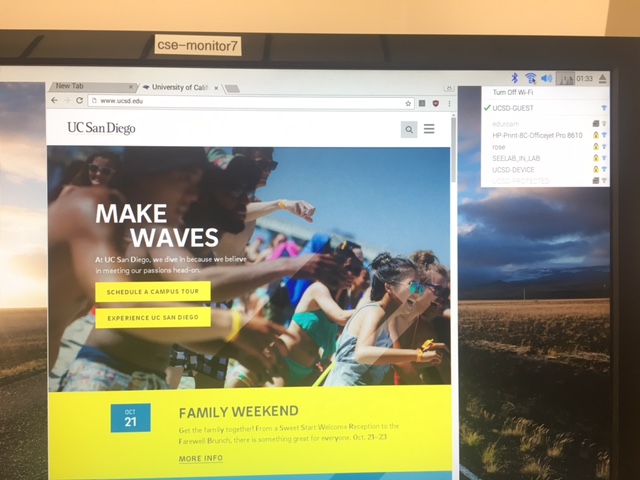 cse-monitor7
01:33
New Tab
University of Calif
www.ucsd.edu
Turn Off Wi-Fi
UCSD-GUEST
eduroam
HP-Print-8C-Officejet Pro 8610
rose
SEELAB_IN_LAB
UCSD-DEVICE
UCSD-PROTECTED
UC San Diego
MAKE
WAVES
At UC San Diego, we dive in because we believe
in meeting our passions head-on.
SCHEDULE A CAMPUS TOUR
EXPERIENCE UC SAN DIEGO
OCT
21
FAMILY WEEKEND
Get the family together! From a Sweet Start Welcome Reception to the
Farewell Brunch, there is something great for everyone, Oct. 21-23.
MORE INFO